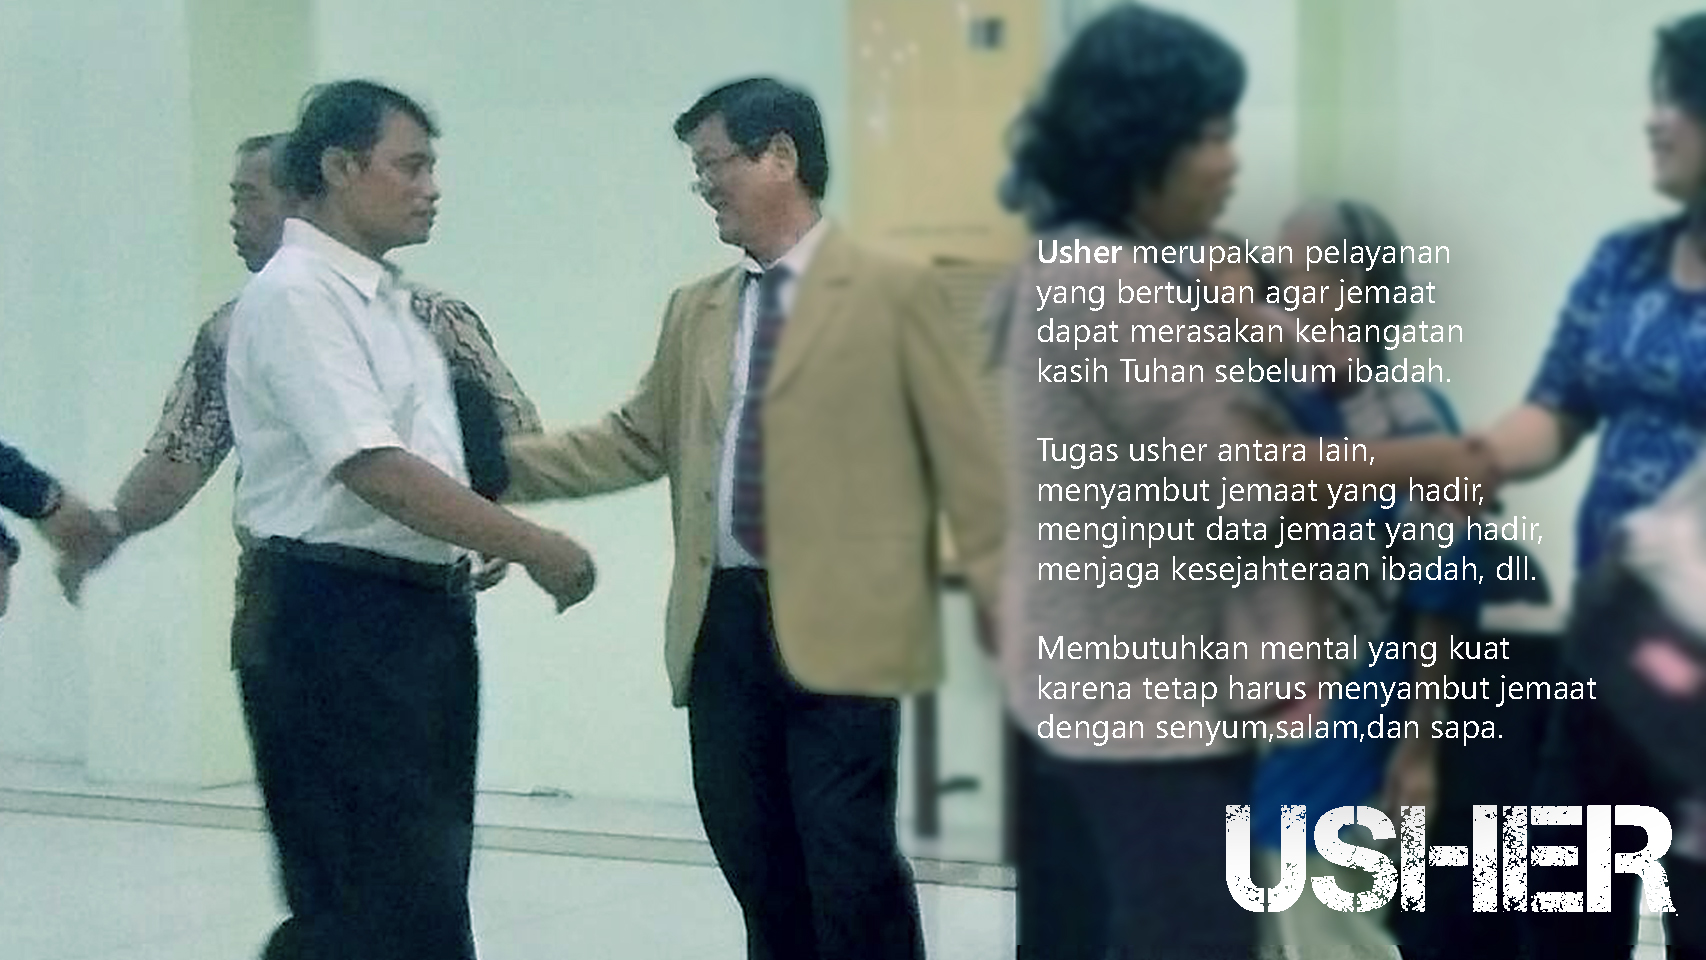 Usher merupakan pelayanan
yang bertujuan agar jemaat
dapat merasakan kehangatan
kasih Tuhan sebelum ibadah.
Tugas usher antara lain,
menyambut jemaat yang hadir,
menginput data jemaat yang hadir,
menjaga kesejahteraan ibadah, dll.
Membutuhkan mental yang kuat
karena tetap harus menyambut jemaat
dengan senyum,salam,dan sapa.
USHER